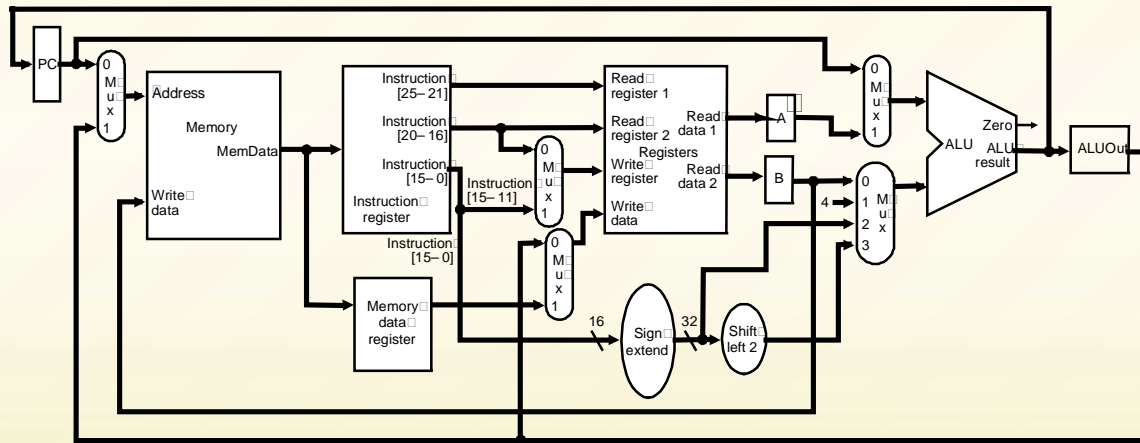 PC
0
M
u
x
1
Address
Memory
MemData
Write
data
Instruction
[25–21]
Instruction
[20–16]
Instruction
[15–0]
Instruction
register
Instruction
[15–11]
Instruction
[15–0]
Memory
data
register
0
M
u
x
1
0
M
u
x
1
Read
register 1
Read
register 2
Registers
Write
register
Write
data
Read
data 1
Read
data 2
16
Sign
extend
32
Shift
left 2
A
B
4
0
M
u
x
1
0
1
2
3
M
u
x
ALU
Zero
ALU
result
ALUOut